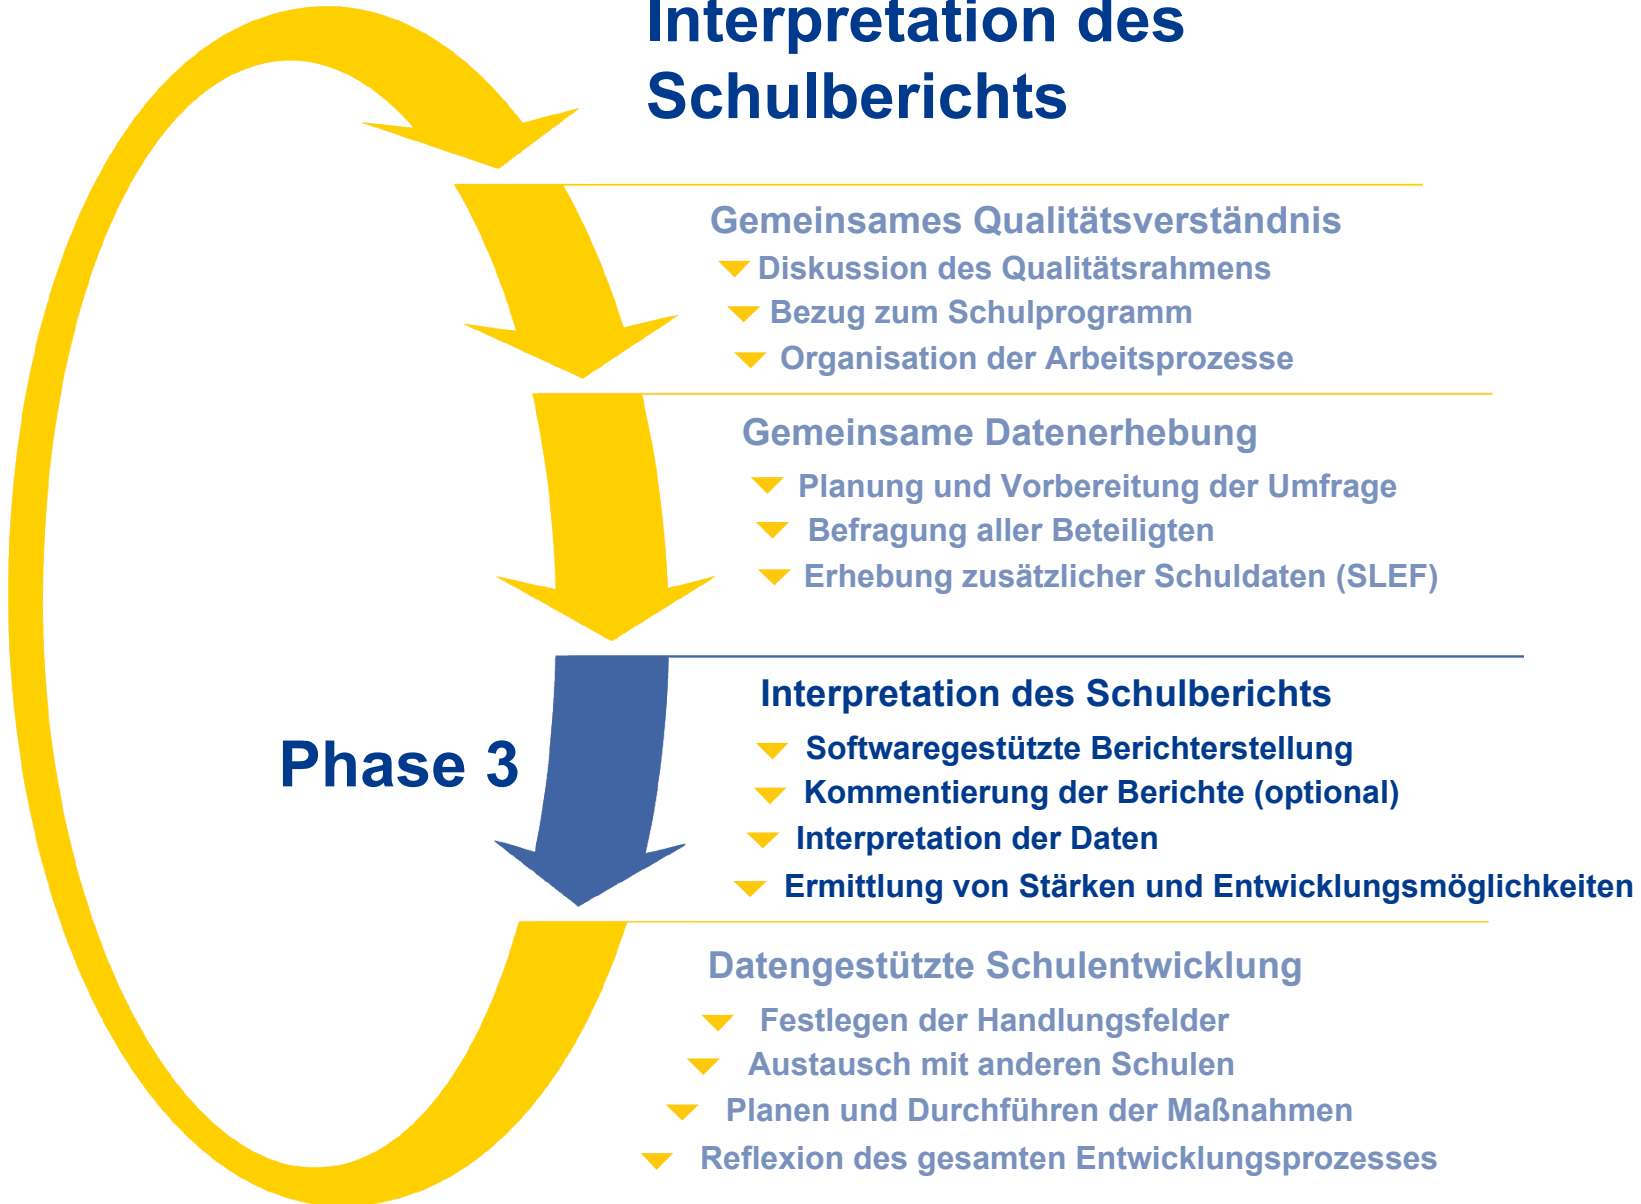 Interpretation des
Schulberichts
Gemeinsames Qualitätsverständnis
Diskussion des Qualitätsrahmens
Bezug zum Schulprogramm
Organisation der Arbeitsprozesse
Gemeinsame Datenerhebung
Planung und Vorbereitung der Umfrage
Befragung aller Beteiligten
Erhebung zusätzlicher Schuldaten (SLEF)
Phase 3
Interpretation des Schulberichts
Softwaregestützte Berichterstellung
Kommentierung der Berichte (optional)
Interpretation der Daten
Ermittlung von Stärken und Entwicklungsmöglichkeiten
Datengestützte Schulentwicklung
Festlegen der Handlungsfelder
Austausch mit anderen Schulen
Planen und Durchführen der Maßnahmen
Reflexion des gesamten Entwicklungsprozesses